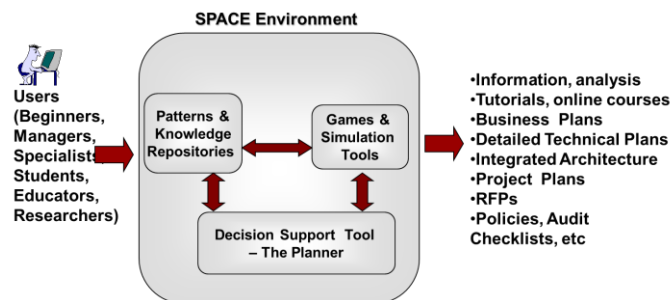 SPACE Environment
Users
(Beginners,
Managers,
Specialists
Students,
Educators,
Researchers)
Patterns &
Knowledge
Repositories
Games &
Simulation
Tools
Decision Support Tool
– The Planner
•Information, analysis
•Tutorials, online courses
•Business Plans
•Detailed Technical Plans
•Integrated Architecture
•Project Plans
•RFPs
•Policies, Audit
Checklists, etc